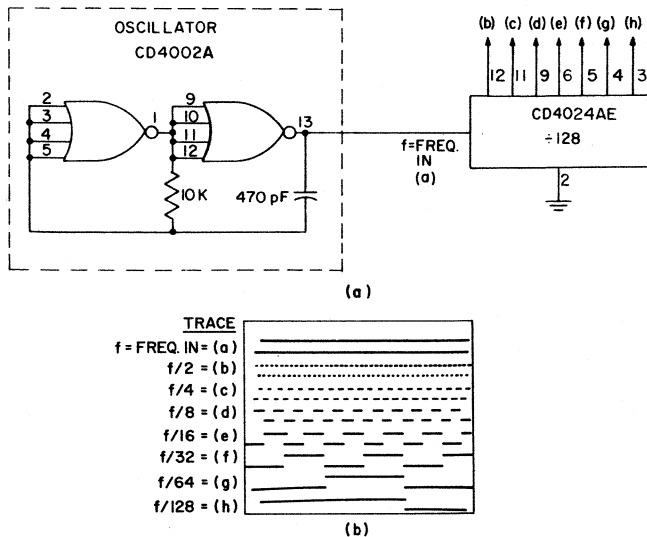 OSCILLATOR
CD4002A
2
3
4
5
1
9
10
11
12
13
10K
470 pF
f=FREQ.
IN
(a)
(b) (c) (d) (e) (f) (g) (h)
12 11 9 6 5 4 3
CD4024AE
÷128
2
(a)
TRACE
f = FREQ. IN = (a)
f/2 = (b)
f/4 = (c)
f/8 = (d)
f/16 = (e)
f/32 = (f)
f/64 = (g)
f/128 = (h)
(b)